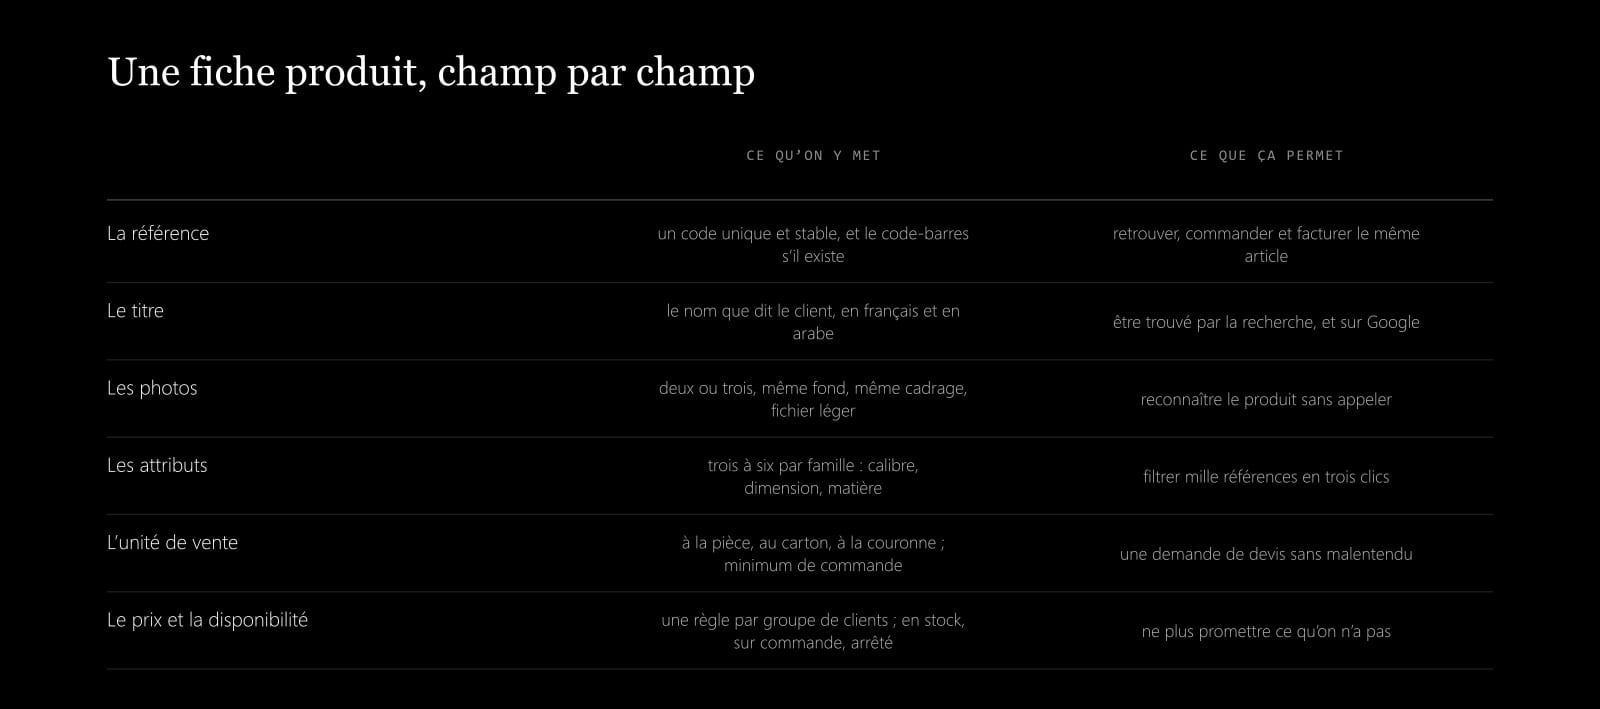 Une fiche produit, champ par champ
CE QU’ON Y MET
CE QUE ÇA PERMET
La référence
un code unique et stable, et le code-barres
s’il existe
retrouver, commander et facturer le même
article
Le titre
le nom que dit le client, en français et en
arabe
être trouvé par la recherche, et sur Google
Les photos
deux ou trois, même fond, même cadrage,
fichier léger
reconnaître le produit sans appeler
Les attributs
trois à six par famille : calibre,
dimension, matière
filtrer mille références en trois clics
L’unité de vente
à la pièce, au carton, à la couronne ;
minimum de commande
une demande de devis sans malentendu
Le prix et la disponibilité
une règle par groupe de clients ; en stock,
sur commande, arrêté
ne plus promettre ce qu’on n’a pas